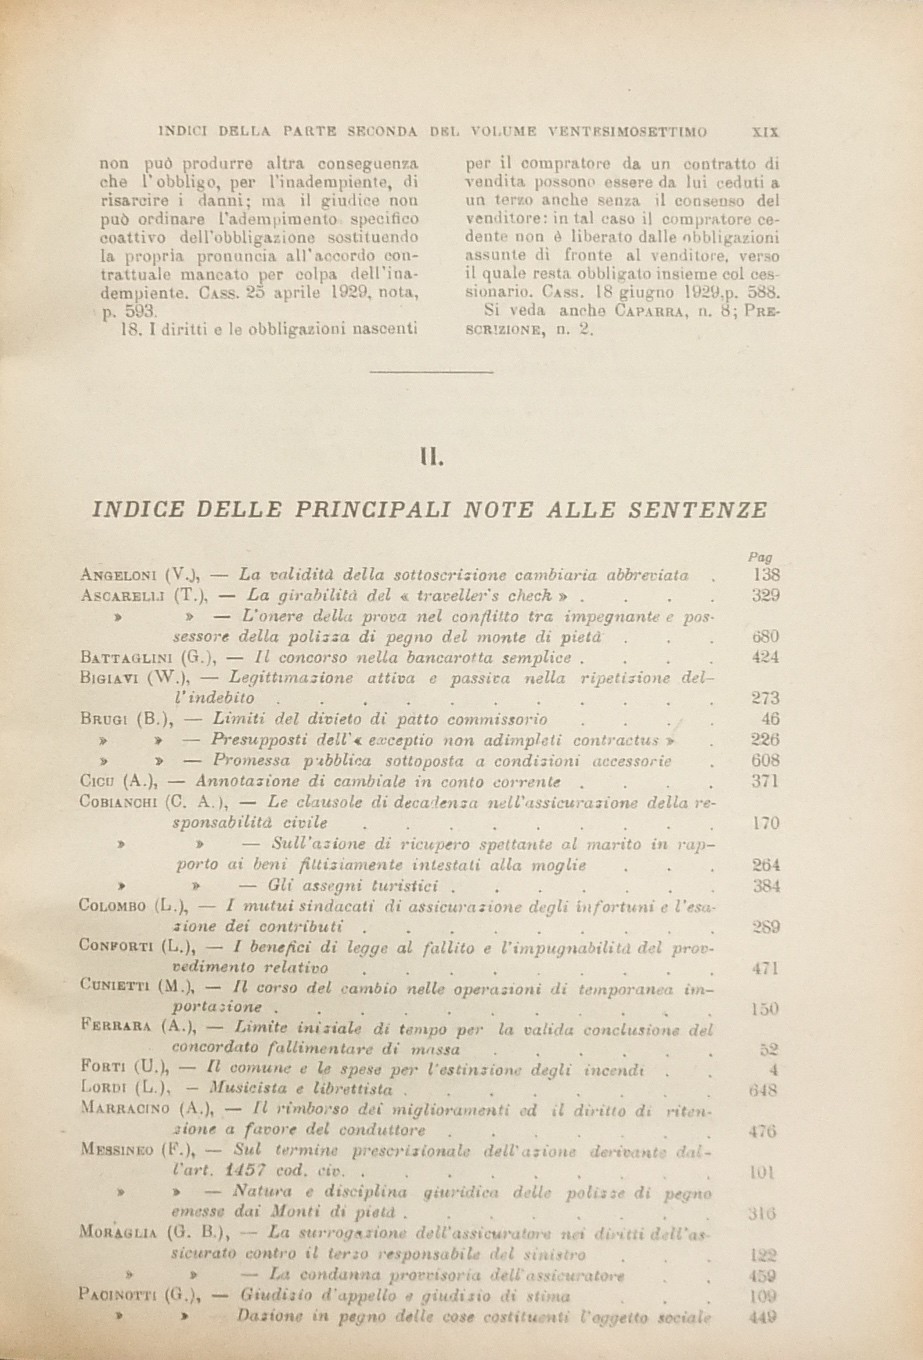 INDICI DELLA PARTE SECONDA DEL VOLUME VENTESIMOSETTIMO XIX
non può produrre altra conseguenza
che l'obbligo, per l'inadempiente, di
risarcire i danni; ma il giudice non
può ordinare l'adempimento specifico
coattivo dell'obbligazione sostituendo
la propria pronuncia all'accordo con-
trattuale mancato per colpa dell'ina-
dempiente. CASS. 25 aprile 1929, nota,
p. 593.
18. I diritti e le obbligazioni nascenti
per il compratore da un contratto di
vendita possono essere da lui ceduti a
un terzo anche senza il consenso del
venditore: in tal caso il compratore ce-
dente non è liberato dalle obbligazioni
assunte di fronte al venditore, verso
il quale resta obbligato insieme col ces-
sionario. CASS. 18 giugno 1929, p. 588.
Si veda anche CAPARRA, n. 8; PRE-
SCRIZIONE, n. 2.
II.
INDICE DELLE PRINCIPALI NOTE ALLE SENTENZE
Pag
ANGELONI (V.), — La validità della sottoscrizione cambiaria abbreviata . 138
ASCARELLI (T.), — La girabilità del « traveller's check » . . . . 329
» » — L'onere della prova nel conflitto tra impegnante e pos-
sessore della polizza di pegno del monte di pietà . . . 680
BATTAGLINI (G.), — Il concorso nella bancarotta semplice . . . . 424
BIGIAVI (W.), — Legittimazione attiva e passiva nella ripetizione del-
l'indebito . . . . . . . . . . . 273
BRUGI (B.), — Limiti del divieto di patto commissorio . . . . 46
» » — Presupposti dell'« exceptio non adimpleti contractus » . 226
» » — Promessa pubblica sottoposta a condizioni accessorie . 608
CICU (A.), — Annotazione di cambiale in conto corrente . . . . 371
COBIANCHI (C. A.), — Le clausole di decadenza nell'assicurazione della re-
sponsabilità civile . . . . . . . . . 170
» » — Sull'azione di ricupero spettante al marito in rap-
porto ai beni fittiziamente intestati alla moglie . . . 264
» » — Gli assegni turistici . . . . . . . 384
COLOMBO (L.), — I mutui sindacati di assicurazione degli infortuni e l'esa-
zione dei contributi . . . . . . . . . 289
CONFORTI (L.), — I benefici di legge al fallito e l'impugnabilità del prov-
vedimento relativo . . . . . . . . . 471
CUNIETTI (M.), — Il corso del cambio nelle operazioni di temporanea im-
portazione . . . . . . . . . . . 150
FERRARA (A.), — Limite iniziale di tempo per la valida conclusione del
concordato fallimentare di massa . . . . . . 52
FORTI (U.), — Il comune e le spese per l'estinzione degli incendi . . 4
LORDI (L.), — Musicista e librettista . . . . . . . . 648
MARRACINO (A.), — Il rimborso dei miglioramenti ed il diritto di riten-
zione a favore del conduttore . . . . . . . 476
MESSINEO (F.), — Sul termine prescrizionale dell'azione derivante dal-
l'art. 1457 cod. civ. . . . . . . . . . 101
» » — Natura e disciplina giuridica delle polizze di pegno
emesse dai Monti di pietà . . . . . . . . 316
MORAGLIA (G. B.), — La surrogazione dell'assicuratore nei diritti dell'as-
sicurato contro il terzo responsabile del sinistro . . . 122
» » — La condanna provvisoria dell'assicuratore . . 459
PACINOTTI (G.), — Giudizio d'appello e giudizio di stima . . . 109
» » — Dazione in pegno delle cose costituenti l'oggetto sociale 449